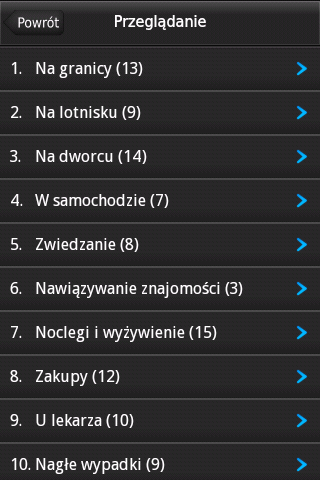 Powrót
Przeglądanie
1. Na granicy (13)
2. Na lotnisku (9)
3. Na dworcu (14)
4. W samochodzie (7)
5. Zwiedzanie (8)
6. Nawiązywanie znajomości (3)
7. Noclegi i wyżywienie (15)
8. Zakupy (12)
9. U lekarza (10)
10. Nagłe wypadki (9)